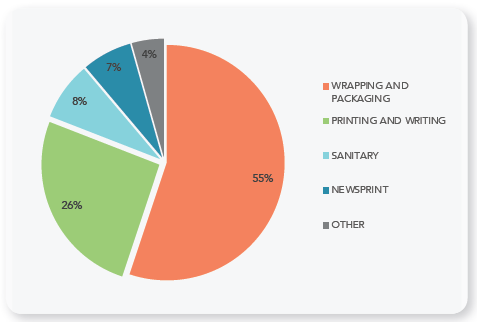 4%
7%
8%
55%
26%
WRAPPING AND
PACKAGING
PRINTING AND WRITING
SANITARY
NEWSPRINT
OTHER